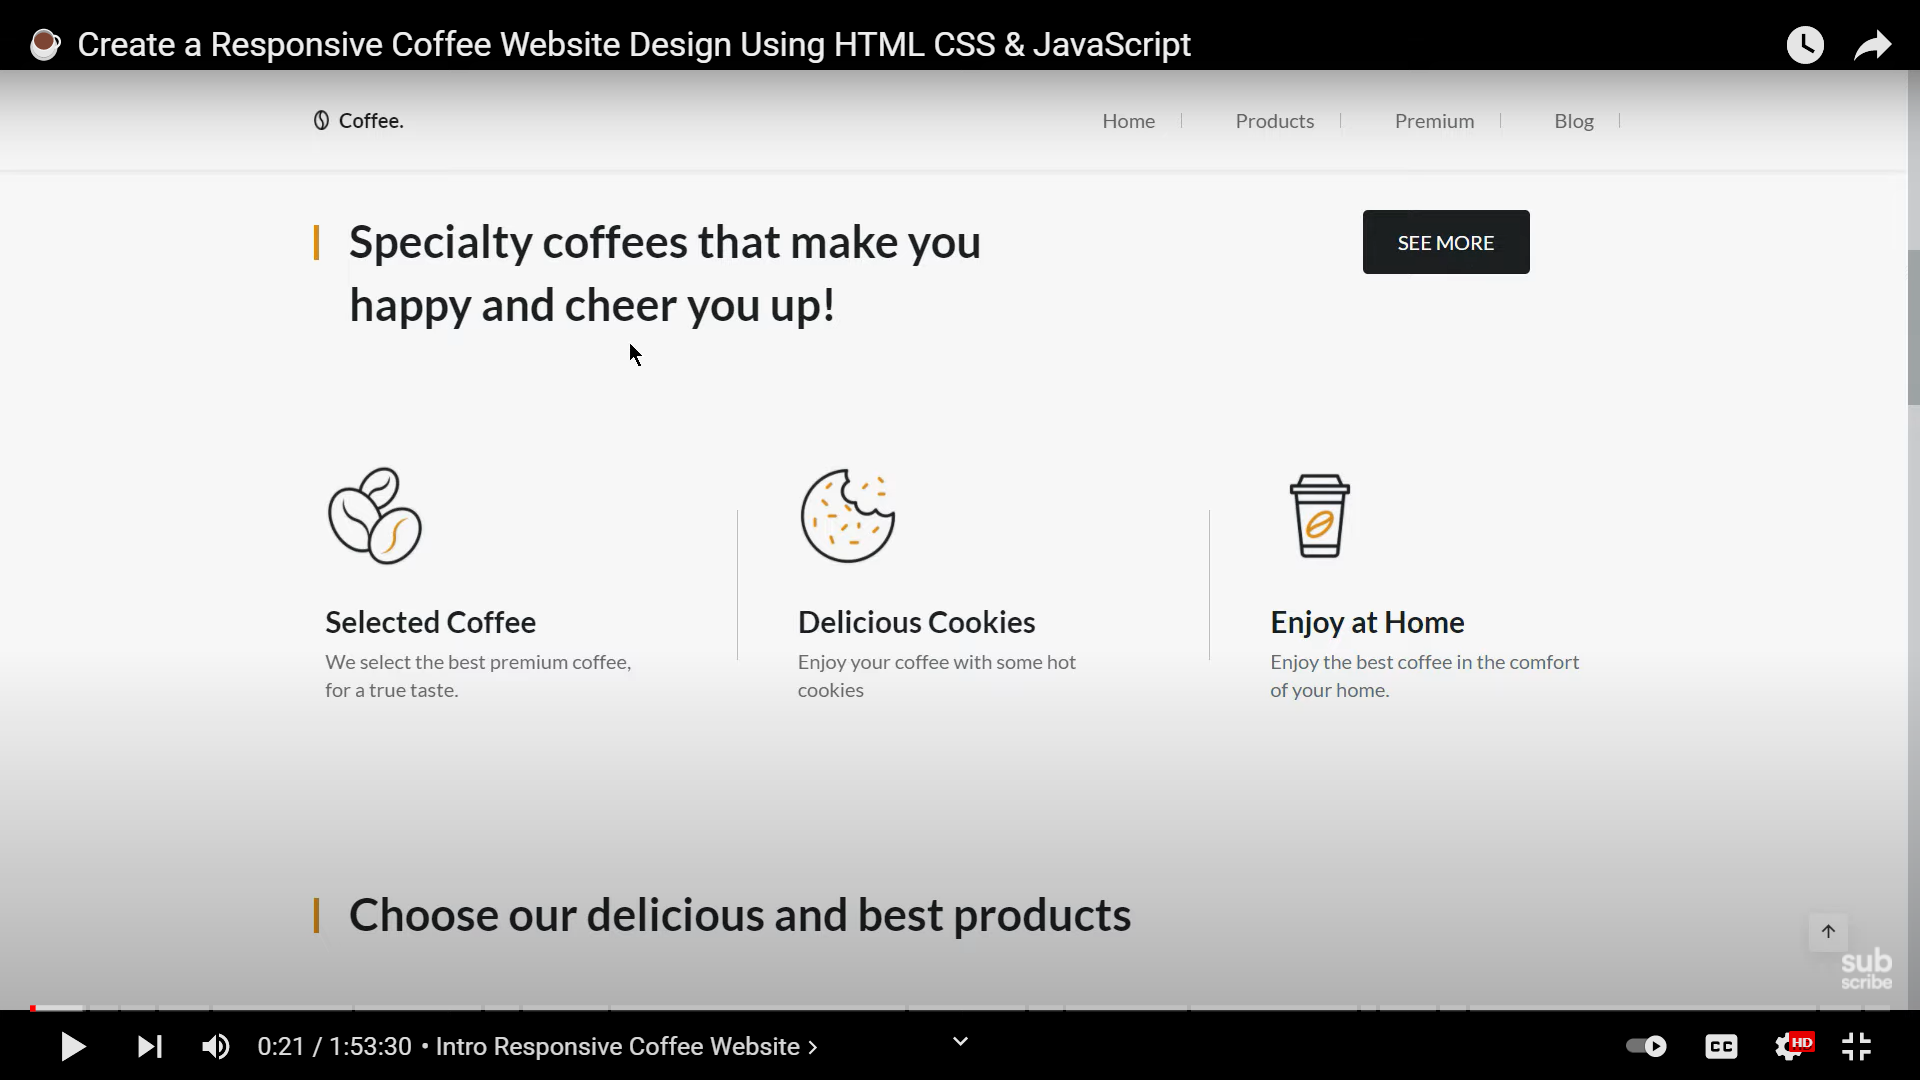 Create a Responsive Coffee Website Design Using HTML CSS & JavaScript
Coffee.
Home
Products
Premium
Blog
Specialty coffees that make you
happy and cheer you up!
SEE MORE
Selected Coffee
We select the best premium coffee,
for a true taste.
Delicious Cookies
Enjoy your coffee with some hot
cookies
Enjoy at Home
Enjoy the best coffee in the comfort
of your home.
Choose our delicious and best products
sub
scribe
0:21 / 1:53:30 • Intro Responsive Coffee Website
CC
HD